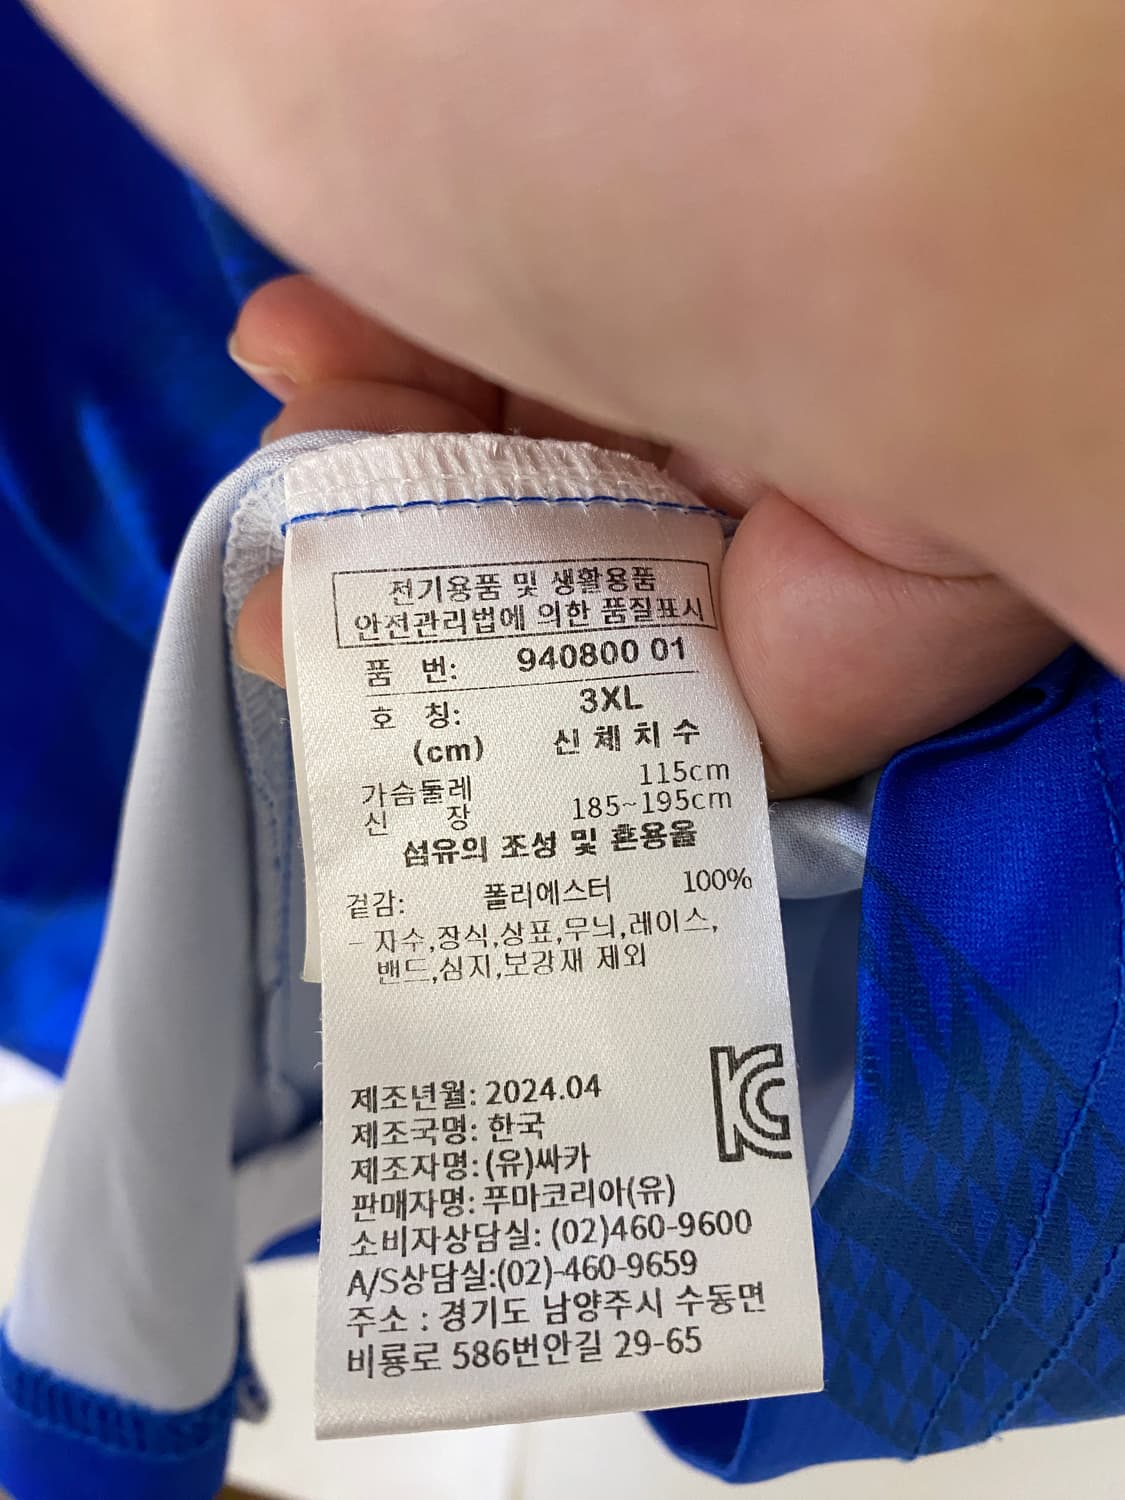 전기용품 및 생활용품
안전관리법에 의한 품질표시
품 번: 940800 01
호 칭: 3XL
(cm) 신체치수
가슴둘레 115cm
신 장 185~195cm
섬유의 조성 및 혼용율
겉감: 폴리에스터 100%
- 자수,장식,상표,무늬,레이스,
밴드,심지,보강재 제외
제조년월: 2024.04
제조국명: 한국
제조자명: (유)싸카
판매자명: 푸마코리아(유)
소비자상담실: (02)460-9600
A/S상담실:(02)-460-9659
주소 : 경기도 남양주시 수동면
비룡로 586번안길 29-65
KC